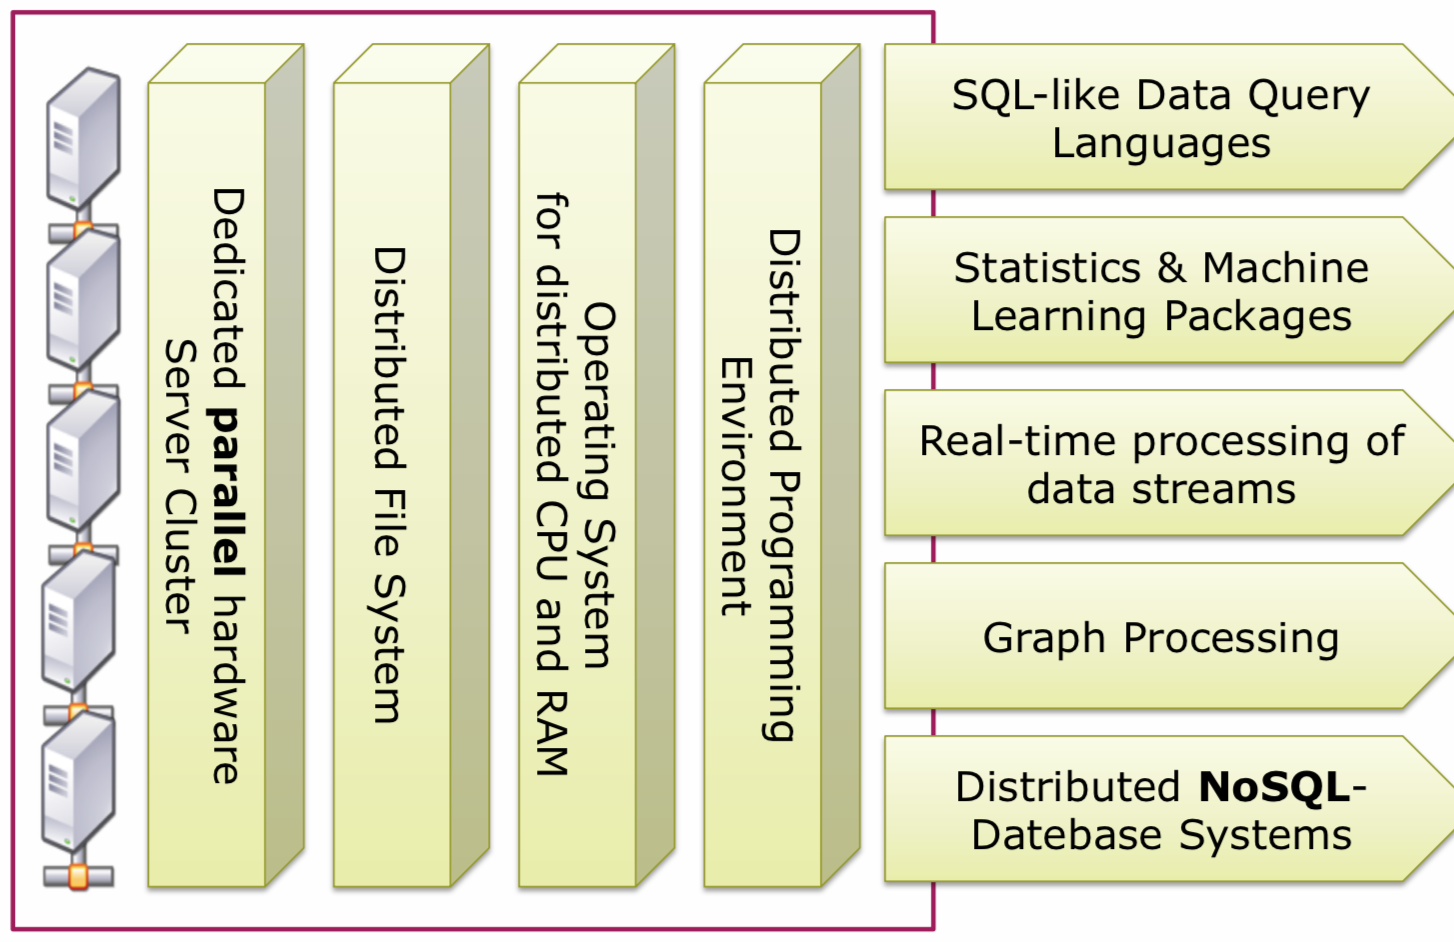 Dedicated parallel hardware
Server Cluster
Distributed File System
Operating System
for distributed CPU and RAM
Distributed Programming
Environment
SQL-like Data Query
Languages
Statistics & Machine
Learning Packages
Real-time processing of
data streams
Graph Processing
Distributed NoSQL-
Datebase Systems